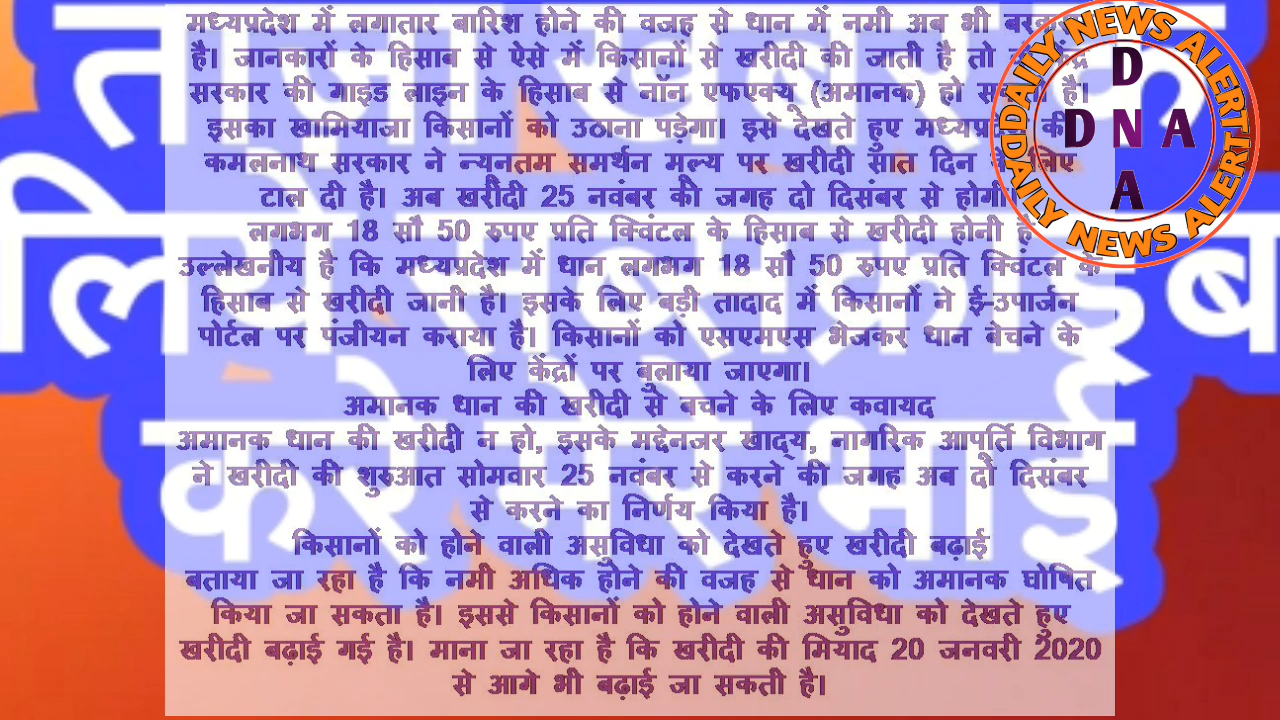 मध्यप्रदेश में लगातार बारिश होने की वजह से धान में नमी अब भी
है। जानकारों के हिसाब से ऐसे में किसानों से खरीदी की जाती है तो
सरकार की गाइड लाइन के हिसाब से नॉन एफएक्यू (अमानक) हो है।
इसका खामियाजा किसानों को उठाना पड़ेगा। इसे देखते हुए की
कमलनाथ सरकार ने न्यूनतम समर्थन मूल्य पर खरीदी सात दिन लिए
टाल दी है। अब खरीदी 25 नवंबर की जगह दो दिसंबर से
लगभग 18 सौ 50 रुपए प्रति क्विंटल के हिसाब से खरीदी होनी है
उल्लेखनीय है कि मध्यप्रदेश में धान लगभग 18 सौ 50 रुपए प्रति क्विंटल के
हिसाब से खरीदी जानी है। इसके लिए बड़ी तादाद में किसानों ने ई-उपार्जन
पोर्टल पर पंजीयन कराया है। किसानों को एसएमएस भेजकर धान बेचने के
लिए केंद्रों पर बुलाया जाएगा।
अमानक धान की खरीदी से बचने के लिए कवायद
अमानक धान की खरीदी न हो, इसके मद्देनजर खाद्य, नागरिक आपूर्ति विभाग
ने खरीदी की शुरुआत सोमवार 25 नवंबर से करने की जगह अब दो दिसंबर
से करने का निर्णय किया है।
किसानों को होने वाली असुविधा को देखते हुए खरीदी बढ़ाई
बताया जा रहा है कि नमी अधिक होने की वजह से धान को अमानक घोषित
किया जा सकता है। इससे किसानों को होने वाली असुविधा को देखते हुए
खरीदी बढ़ाई गई है। माना जा रहा है कि खरीदी की मियाद 20 जनवरी 2020
से आगे भी बढ़ाई जा सकती है।
DAILY NEWS ALERT
DAILY NEWS ALERT
D
D N A
A
ताजा खबर के
लिये सब्सक्राइब
करे मेरे भाई